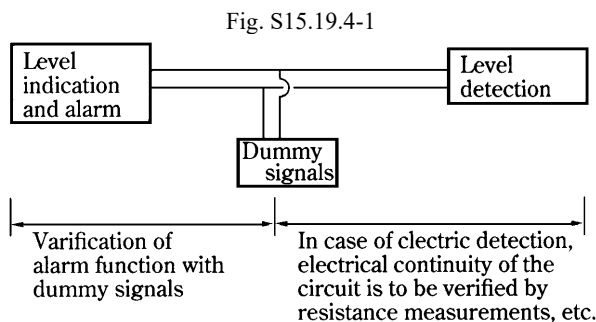 Fig. S15.19.4-1
Level
indication
and alarm
Level
detection
Dummy
signals
Varification of
alarm function with
dummy signals
In case of clectric detection,
electrical continuity of the
circuit is to be verified by
resistance measurements, etc.